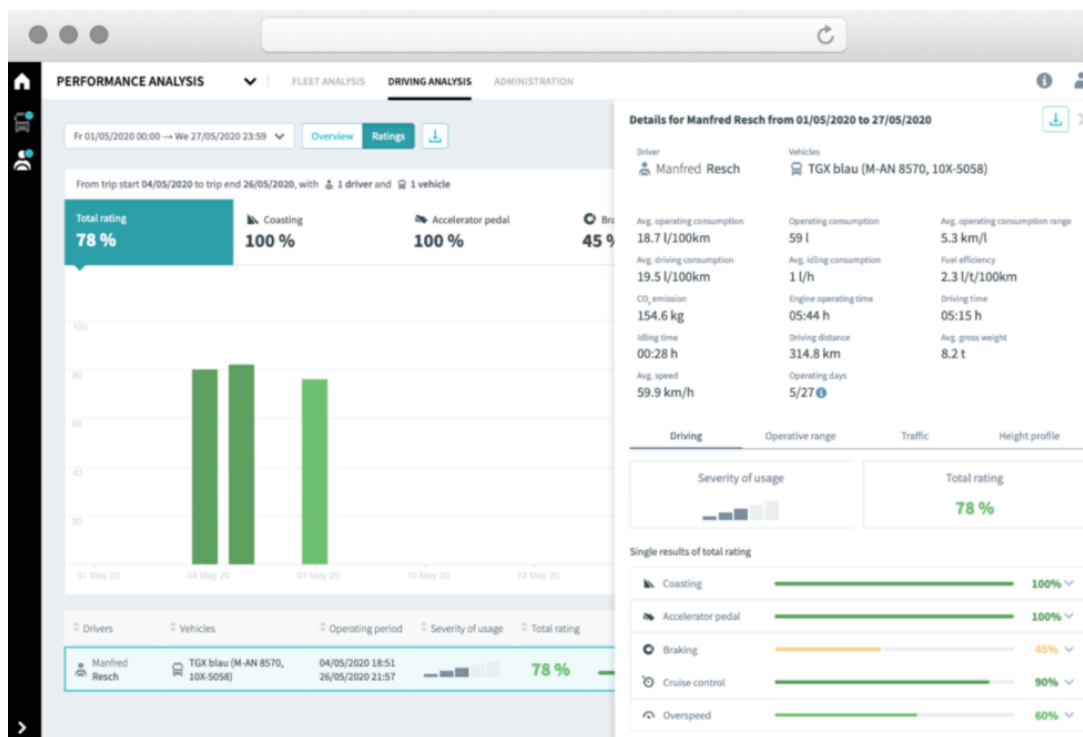 PERFORMANCE ANALYSIS
FLEET ANALYSIS
DRIVING ANALYSIS
ADMINISTRATION
Fr 01/05/2020 00:00 → We 27/05/2020 23:59
Overview
Ratings
From trip start 04/05/2020 to trip end 26/05/2020, with 1 driver and 1 vehicle
Total rating
78 %
Coasting
100 %
Accelerator pedal
100 %
45 %
100
80
60
40
20
01 May 20
04 May 20
07 May 20
10 May 20
13 May 20
Drivers
Vehicles
Operating period
Severity of usage
Total rating
Manfred
Resch
TGX blau (M-AN 8570,
10X-5058)
04/05/2020 18:51
26/05/2020 21:57
78 %
Details for Manfred Resch from 01/05/2020 to 27/05/2020
Driver
Manfred Resch
Vehicles
TGX blau (M-AN 8570, 10X-5058)
Avg. operating consumption
18.7 l/100km
Operating consumption
59 l
Avg. operating consumption range
5.3 km/l
Avg. driving consumption
19.5 l/100km
Avg. idling consumption
1 l/h
Fuel efficiency
2.3 l/t/100km
CO₂ emission
154.6 kg
Engine operating time
05:44 h
Driving time
05:15 h
Idling time
00:28 h
Driving distance
314.8 km
Avg. gross weight
8.2 t
Avg. speed
59.9 km/h
Operating days
5/27
Driving
Operative range
Traffic
Height profile
Severity of usage
Total rating
78 %
Single results of total rating
Coasting
100%
Accelerator pedal
100%
Braking
45%
Cruise control
90%
Overspeed
60%